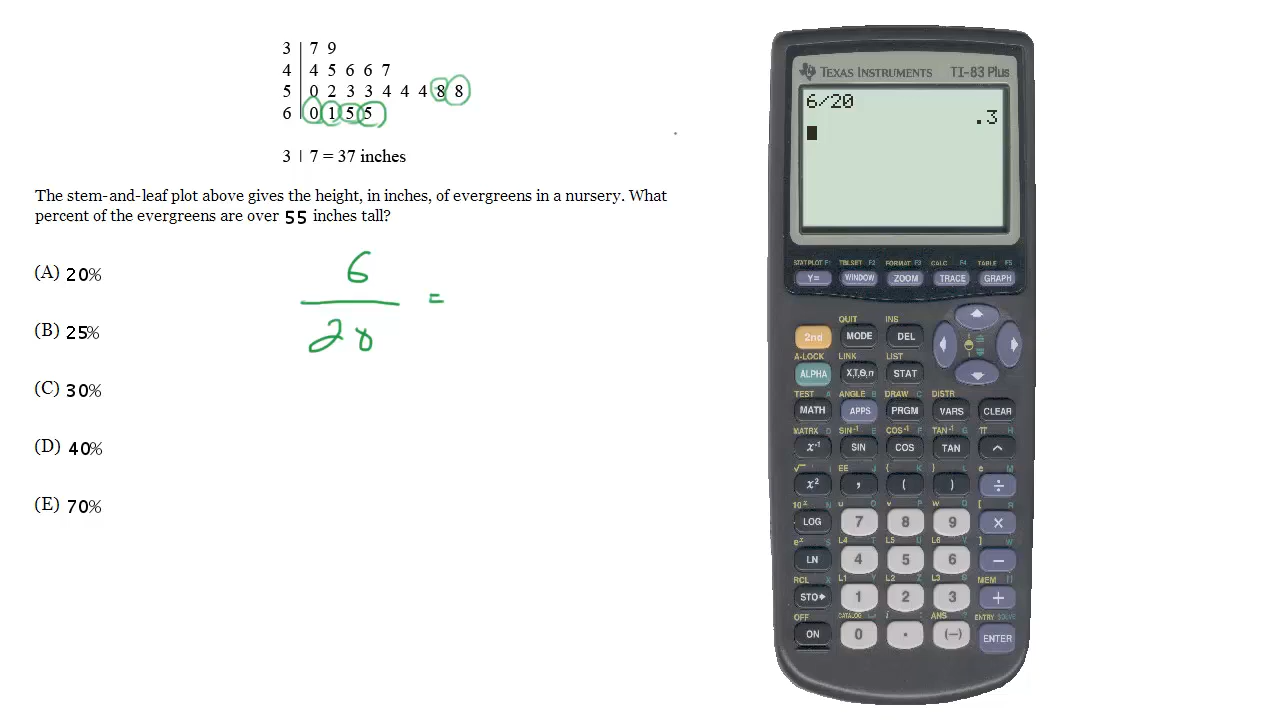 3 | 7 9
4 | 4 5 6 6 7
5 | 0 2 3 3 4 4 4 8 8
6 | 0 1 5 5
3 | 7 = 37 inches
The stem-and-leaf plot above gives the height, in inches, of evergreens in a nursery. What
percent of the evergreens are over 55 inches tall?
(A) 20%
(B) 25%
(C) 30%
(D) 40%
(E) 70%
6
20
=
TEXAS INSTRUMENTS TI-83 Plus
6/20
.3
STAT PLOT F1 TBLSET F2 FORMAT F3 CALC F4 TABLE F5
Y= WINDOW ZOOM TRACE GRAPH
QUIT INS
2nd MODE DEL
A-LOCK LINK LIST
ALPHA X,T,Θ,n STAT
TEST A ANGLE B DRAW C DISTR
MATH APPS PRGM VARS CLEAR
MATRX D SIN⁻¹ E COS⁻¹ F TAN⁻¹ G π H
x⁻¹ SIN COS TAN ^
√ I EE J { K } L e M
x² , ( ) ÷
10ˣ N u O v P w Q [ R
LOG 7 8 9 ×
eˣ S L4 T L5 U L6 V ]
LN 4 5 6 −
RCL X L1 Y L2 Z L3 θ MEM "
STO 1 2 3 +
OFF CATALOG i : ANS ? ENTRY SOLVE
ON 0 . (−) ENTER